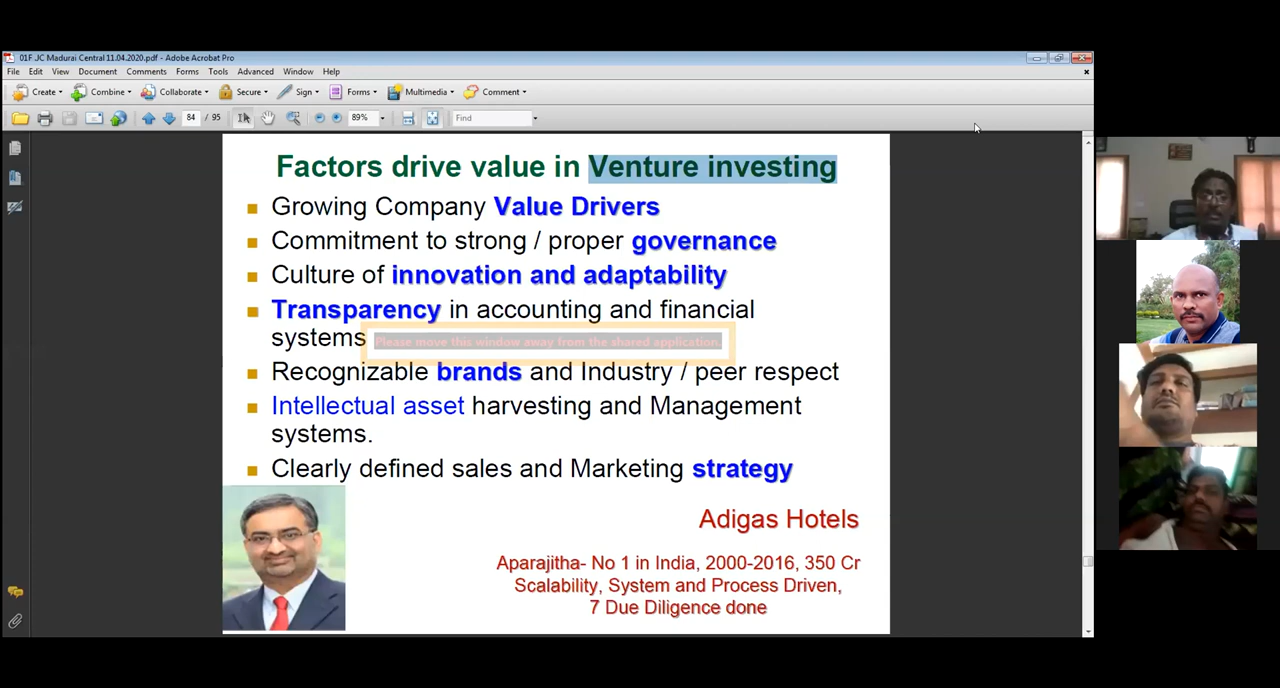 01F JC Madurai Central 11.04.2020.pdf - Adobe Acrobat Pro
File Edit View Document Comments Forms Tools Advanced Window Help
Create Combine Collaborate Secure Sign Forms Multimedia Comment
84 / 95 89% Find
Factors drive value in Venture investing
Growing Company Value Drivers
Commitment to strong / proper governance
Culture of innovation and adaptability
Transparency in accounting and financial
systems
Please move this window away from the shared application.
Recognizable brands and Industry / peer respect
Intellectual asset harvesting and Management
systems.
Clearly defined sales and Marketing strategy
Adigas Hotels
Aparajitha- No 1 in India, 2000-2016, 350 Cr
Scalability, System and Process Driven,
7 Due Diligence done